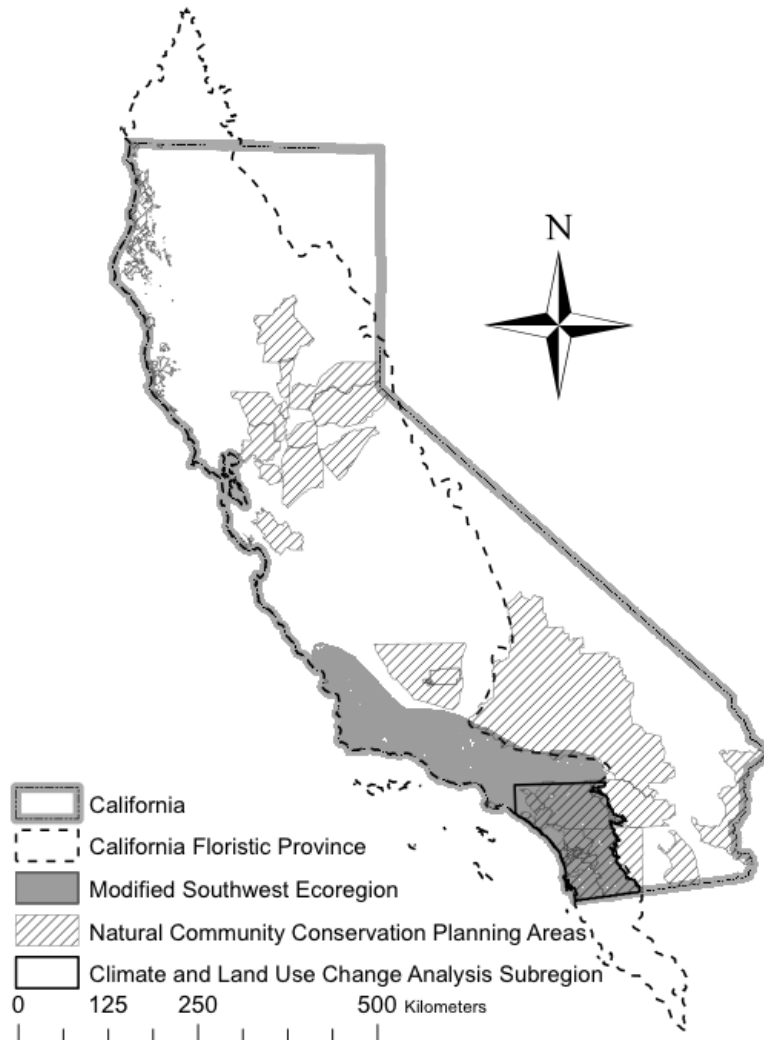 N
California
California Floristic Province
Modified Southwest Ecoregion
Natural Community Conservation Planning Areas
Climate and Land Use Change Analysis Subregion
0 125 250 500 Kilometers